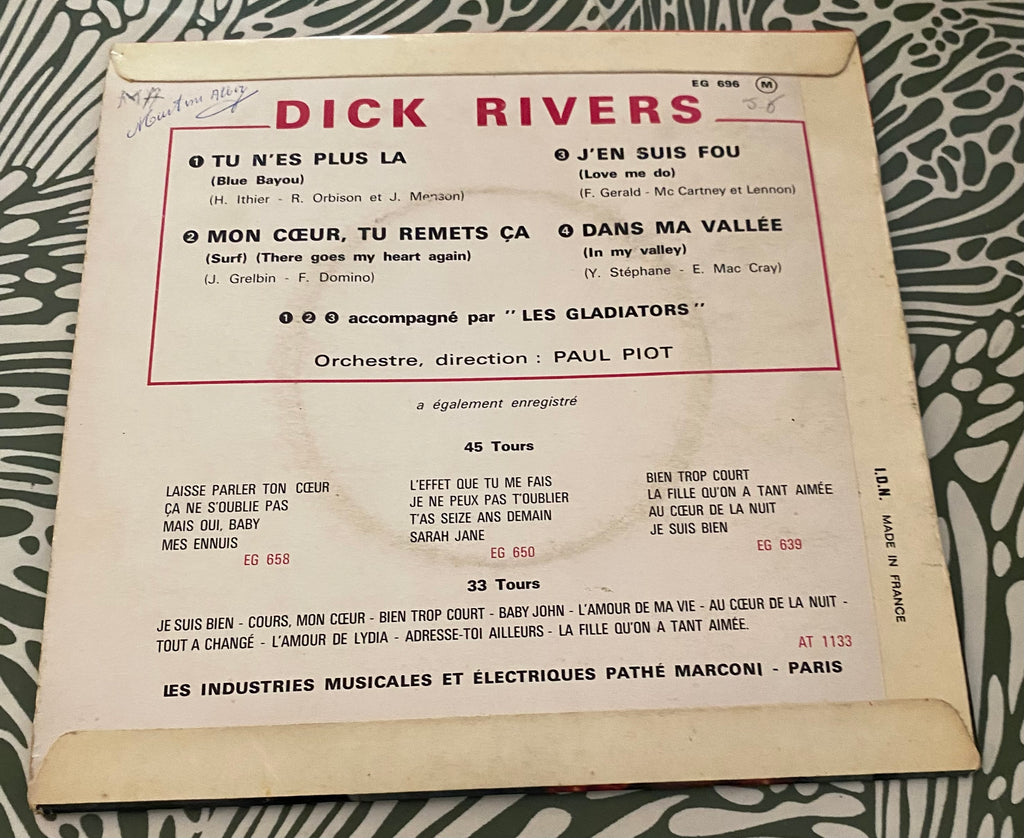 EG 696 M
DICK RIVERS
❶ TU N'ES PLUS LA
(Blue Bayou)
(H. Ithier - R. Orbison et J. Menson)
❷ MON CŒUR, TU REMETS ÇA
(Surf) (There goes my heart again)
(J. Grelbin - F. Domino)
❸ J'EN SUIS FOU
(Love me do)
(F. Gerald - Mc Cartney et Lennon)
❹ DANS MA VALLÉE
(In my valley)
(Y. Stéphane - E. Mac Cray)
❶ ❷ ❸ accompagné par " LES GLADIATORS "
Orchestre, direction : PAUL PIOT
a également enregistré
45 Tours
LAISSE PARLER TON CŒUR
ÇA NE S'OUBLIE PAS
MAIS OUI, BABY
MES ENNUIS
EG 658
L'EFFET QUE TU ME FAIS
JE NE PEUX PAS T'OUBLIER
T'AS SEIZE ANS DEMAIN
SARAH JANE
EG 650
BIEN TROP COURT
LA FILLE QU'ON A TANT AIMÉE
AU CŒUR DE LA NUIT
JE SUIS BIEN
EG 639
33 Tours
JE SUIS BIEN - COURS, MON CŒUR - BIEN TROP COURT - BABY JOHN - L'AMOUR DE MA VIE - AU CŒUR DE LA NUIT -
TOUT A CHANGÉ - L'AMOUR DE LYDIA - ADRESSE-TOI AILLEURS - LA FILLE QU'ON A TANT AIMÉE.
AT 1133
LES INDUSTRIES MUSICALES ET ÉLECTRIQUES PATHÉ MARCONI - PARIS
I.D.N. MADE IN FRANCE